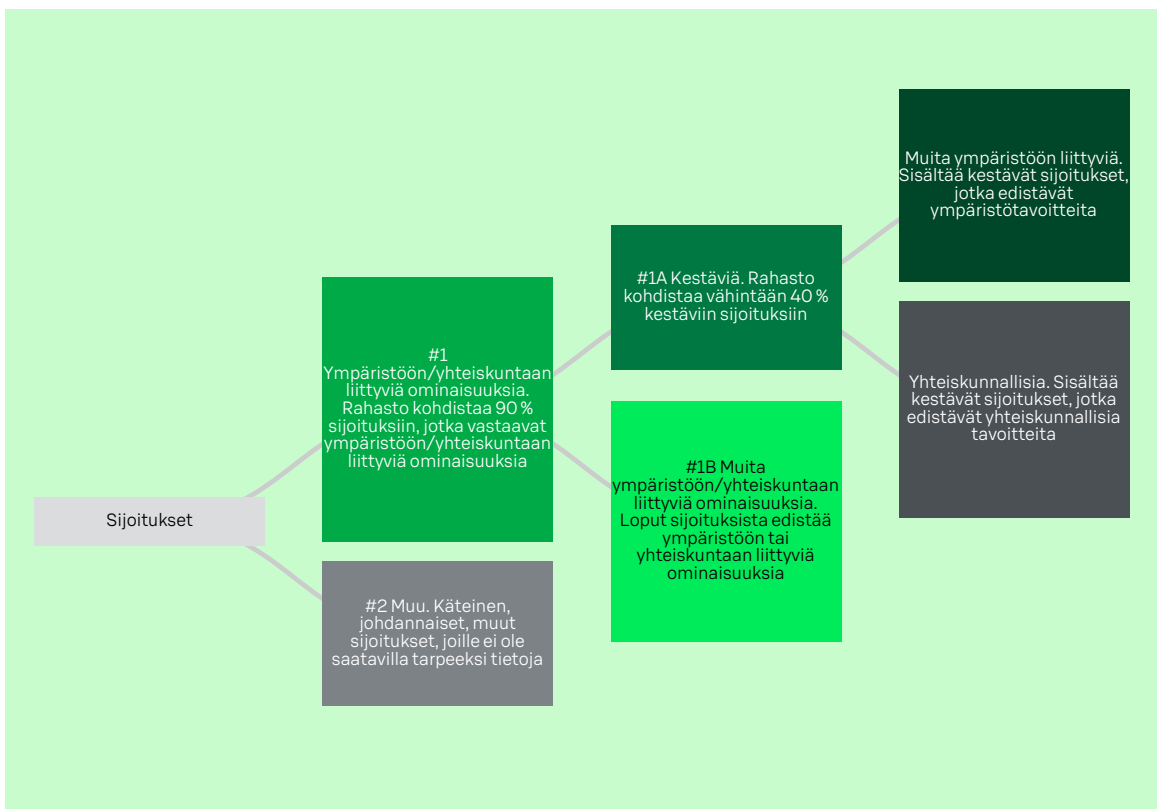 Sijoitukset
#1
Ympäristöön/yhteiskuntaan
liittyviä ominaisuuksia.
Rahasto kohdistaa 90 %
sijoituksiin, jotka vastaavat
ympäristöön/yhteiskuntaan
liittyviä ominaisuuksia
#2 Muu. Käteinen,
johdannaiset, muut
sijoitukset, joille ei ole
saatavilla tarpeeksi tietoja
#1A Kestäviä. Rahasto
kohdistaa vähintään 40 %
kestäviin sijoituksiin
#1B Muita
ympäristöön/yhteiskuntaan
liittyviä ominaisuuksia.
Loput sijoituksista edistää
ympäristöön tai
yhteiskuntaan liittyviä
ominaisuuksia
Muita ympäristöön liittyviä.
Sisältää kestävät sijoitukset,
jotka edistävät
ympäristötavoitteita
Yhteiskunnallisia. Sisältää
kestävät sijoitukset, jotka
edistävät yhteiskunnallisia
tavoitteita